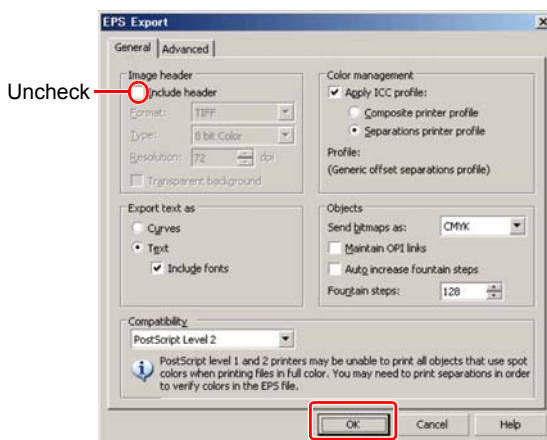 EPS Export
General
Advanced
Uncheck
Image header
Include header
Format: TIFF
Type: 8 bit Color
Resolution: 72 dpi
Transparent background
Color management
Apply ICC profile:
Composite printer profile
Separations printer profile
Profile:
(Generic offset separations profile)
Export text as
Curves
Text
Include fonts
Objects
Send bitmaps as: CMYK
Maintain OPI links
Auto increase fountain steps
Fountain steps: 128
Compatibility
PostScript Level 2
PostScript level 1 and 2 printers may be unable to print all objects that use spot
colors when printing files in full color. You may need to print separations in order
to verify colors in the EPS file.
OK
Cancel
Help